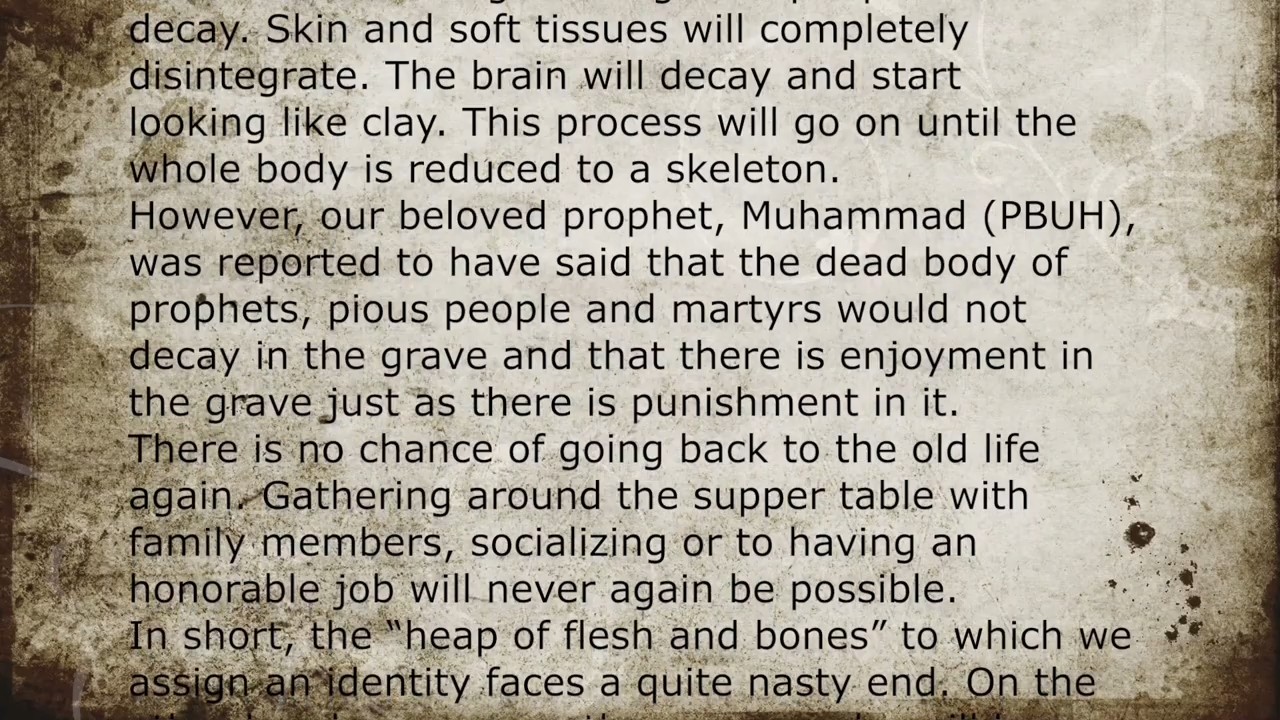 decay. Skin and soft tissues will completely
disintegrate. The brain will decay and start
looking like clay. This process will go on until the
whole body is reduced to a skeleton.
However, our beloved prophet, Muhammad (PBUH),
was reported to have said that the dead body of
prophets, pious people and martyrs would not
decay in the grave and that there is enjoyment in
the grave just as there is punishment in it.
There is no chance of going back to the old life
again. Gathering around the supper table with
family members, socializing or to having an
honorable job will never again be possible.
In short, the “heap of flesh and bones” to which we
assign an identity faces a quite nasty end. On the